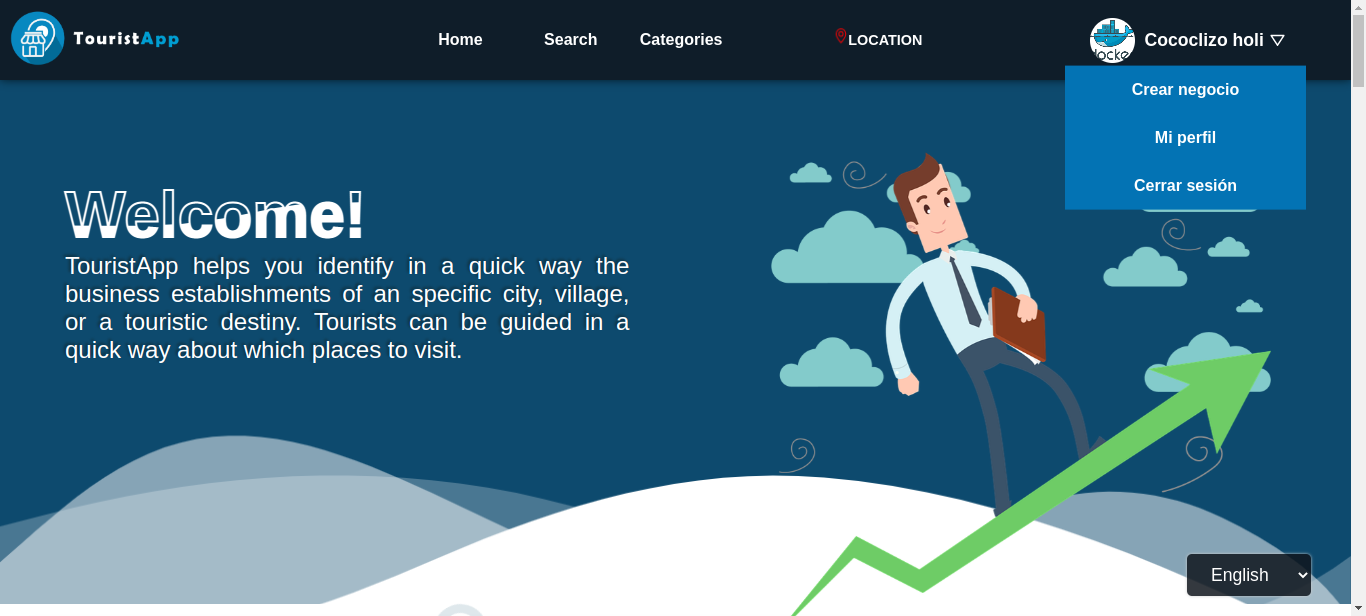 TouristApp
Home
Search
Categories
LOCATION
docke
Cococlizo holi
Crear negocio
Mi perfil
Cerrar sesión
Welcome!
TouristApp helps you identify in a quick way the
business establishments of an specific city, village,
or a touristic destiny. Tourists can be guided in a
quick way about which places to visit.
English